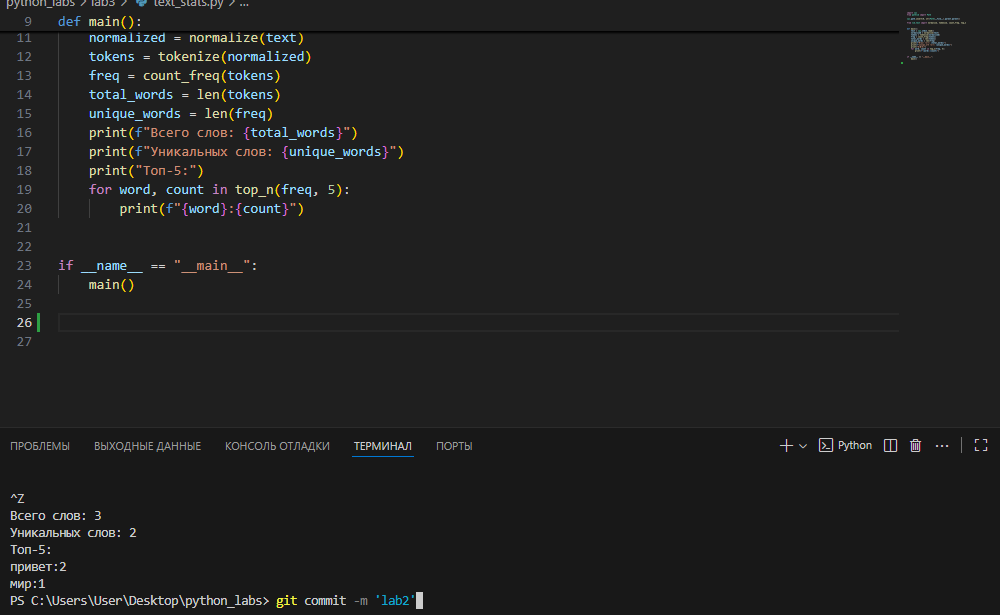 python_labs > lab3 > text_stats.py > ...
9 def main():
11 normalized = normalize(text)
12 tokens = tokenize(normalized)
13 freq = count_freq(tokens)
14 total_words = len(tokens)
15 unique_words = len(freq)
16 print(f"Всего слов: {total_words}")
17 print(f"Уникальных слов: {unique_words}")
18 print("Топ-5:")
19 for word, count in top_n(freq, 5):
20 print(f"{word}:{count}")
21
22
23 if __name__ == "__main__":
24 main()
25
26
27
ПРОБЛЕМЫ ВЫХОДНЫЕ ДАННЫЕ КОНСОЛЬ ОТЛАДКИ ТЕРМИНАЛ ПОРТЫ Python
^Z
Всего слов: 3
Уникальных слов: 2
Топ-5:
привет:2
мир:1
PS C:\Users\User\Desktop\python_labs> git commit -m 'lab2'